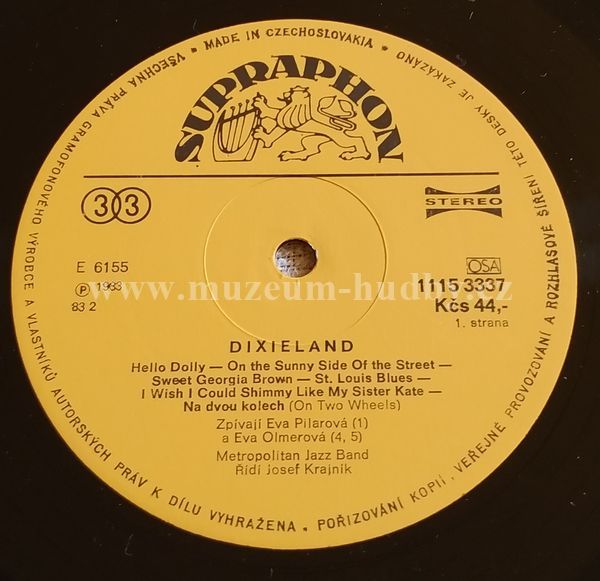 VŠECHNA PRÁVA GRAMOFONOVÉHO VÝROBCE A VLASTNÍKŮ AUTORSKÝCH PRÁV K DÍLU VYHRAŽENA. POŘIZOVÁNÍ KOPIÍ, VEŘEJNÉ PROVOZOVÁNÍ A ROZHLASOVÉ ŠÍŘENÍ TÉTO DESKY JE ZAKÁZÁNO
• MADE IN CZECHOSLOVAKIA •
SUPRAPHON
33
STEREO
E 6155
℗ 1983
83 2
OSA
1115 3337
Kčs 44,-
1. strana
www.muzeum-hudby.cz
DIXIELAND
Hello Dolly — On the Sunny Side Of the Street —
Sweet Georgia Brown — St. Louis Blues —
I Wish I Could Shimmy Like My Sister Kate —
Na dvou kolech (On Two Wheels)
Zpívají Eva Pilarová (1)
a Eva Olmerová (4, 5)
Metropolitan Jazz Band
Řídí Josef Krajník